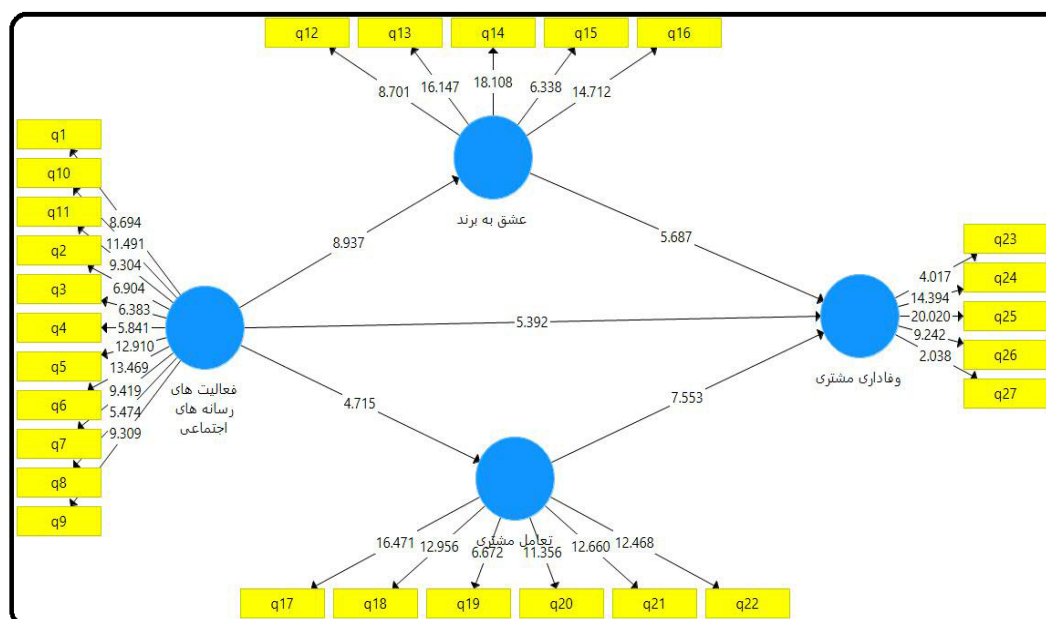 q12
q13
q14
q15
q16
8.701
16.147
18.108
6.338
14.712
عشق به برند
q1
q10
q11
q2
q3
q4
q5
q6
q7
q8
q9
8.694
11.491
9.304
6.904
6.383
5.841
12.910
13.469
9.419
5.474
9.309
فعالیت های
رسانه های
اجتماعی
8.937
5.687
5.392
4.715
7.553
q23
q24
q25
q26
q27
4.017
14.394
20.020
9.242
2.038
وفاداری مشتری
تعامل مشتری
16.471
12.956
6.672
11.356
12.660
12.468
q17
q18
q19
q20
q21
q22